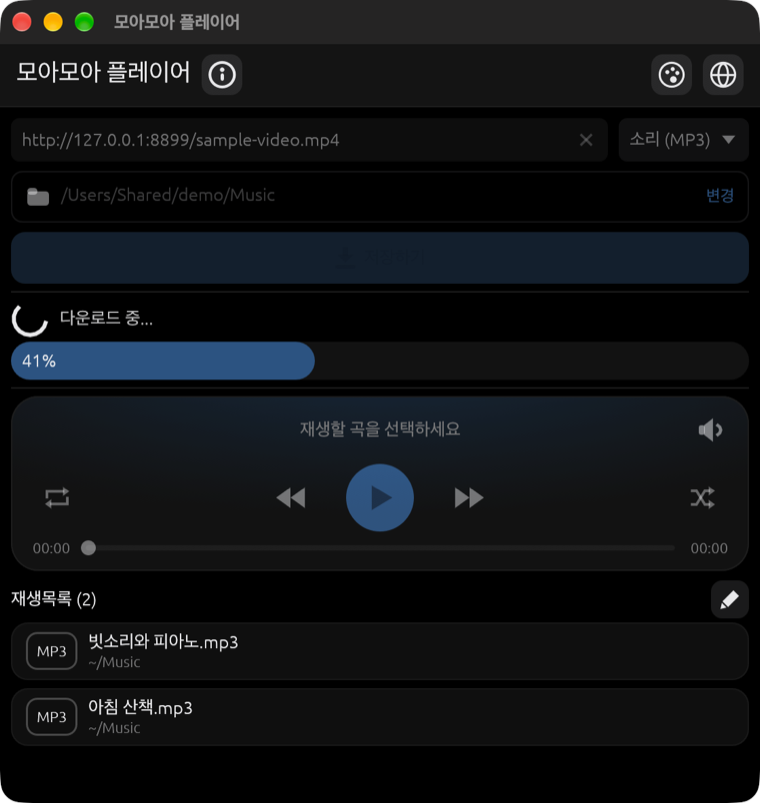 모아모아 플레이어
모아모아 플레이어
http://127.0.0.1:8899/sample-video.mp4
소리 (MP3)
/Users/Shared/demo/Music
변경
다운로드 중...
41%
재생할 곡을 선택하세요
00:00
00:00
재생목록 (2)
MP3
빗소리와 피아노.mp3
~/Music
MP3
아침 산책.mp3
~/Music